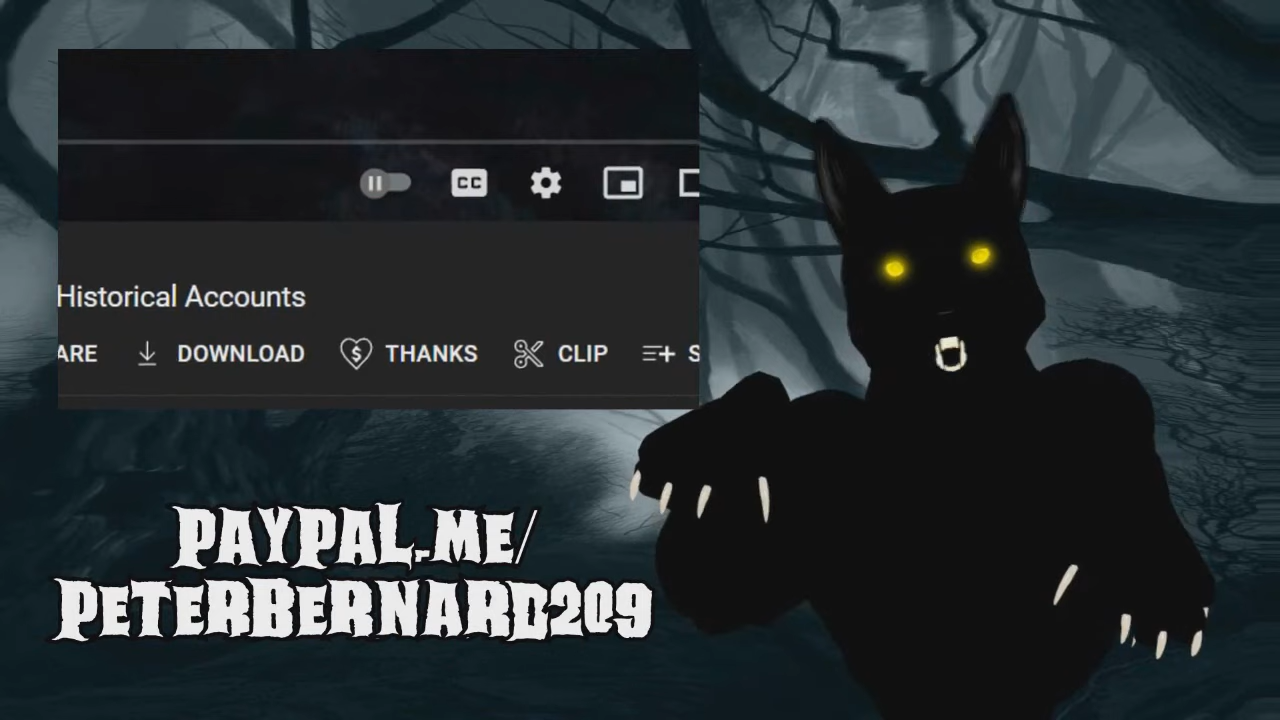 CC
Historical Accounts
ARE DOWNLOAD THANKS CLIP S
PAYPAL.ME/
PETERBERNARD209